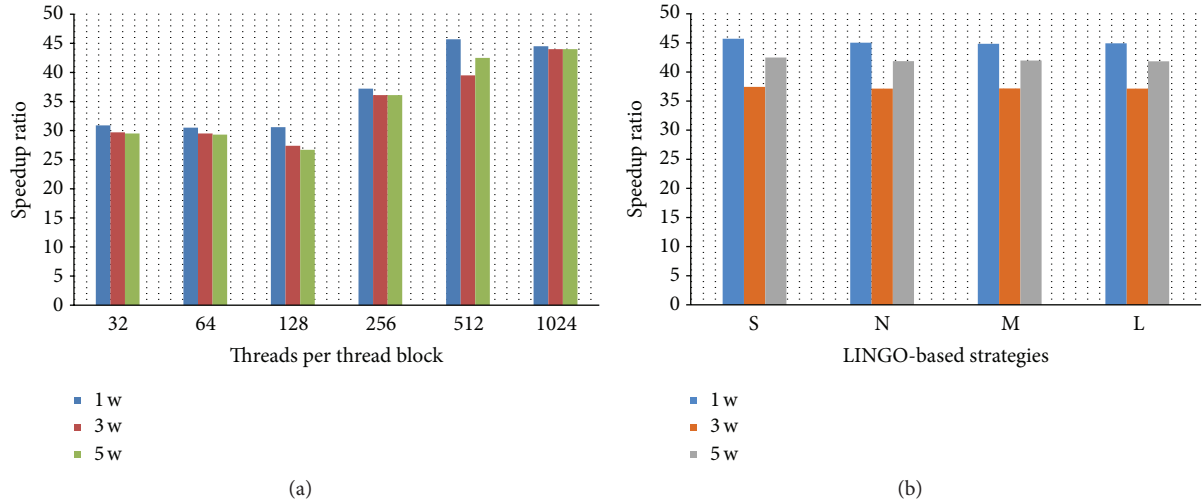 50
45
40
35
30
25
20
15
10
5
0
Speedup ratio
32 64 128 256 512 1024
Threads per thread block
1 w
3 w
5 w
(a)
50
45
40
35
30
25
20
15
10
5
0
Speedup ratio
S N M L
LINGO-based strategies
1 w
3 w
5 w
(b)